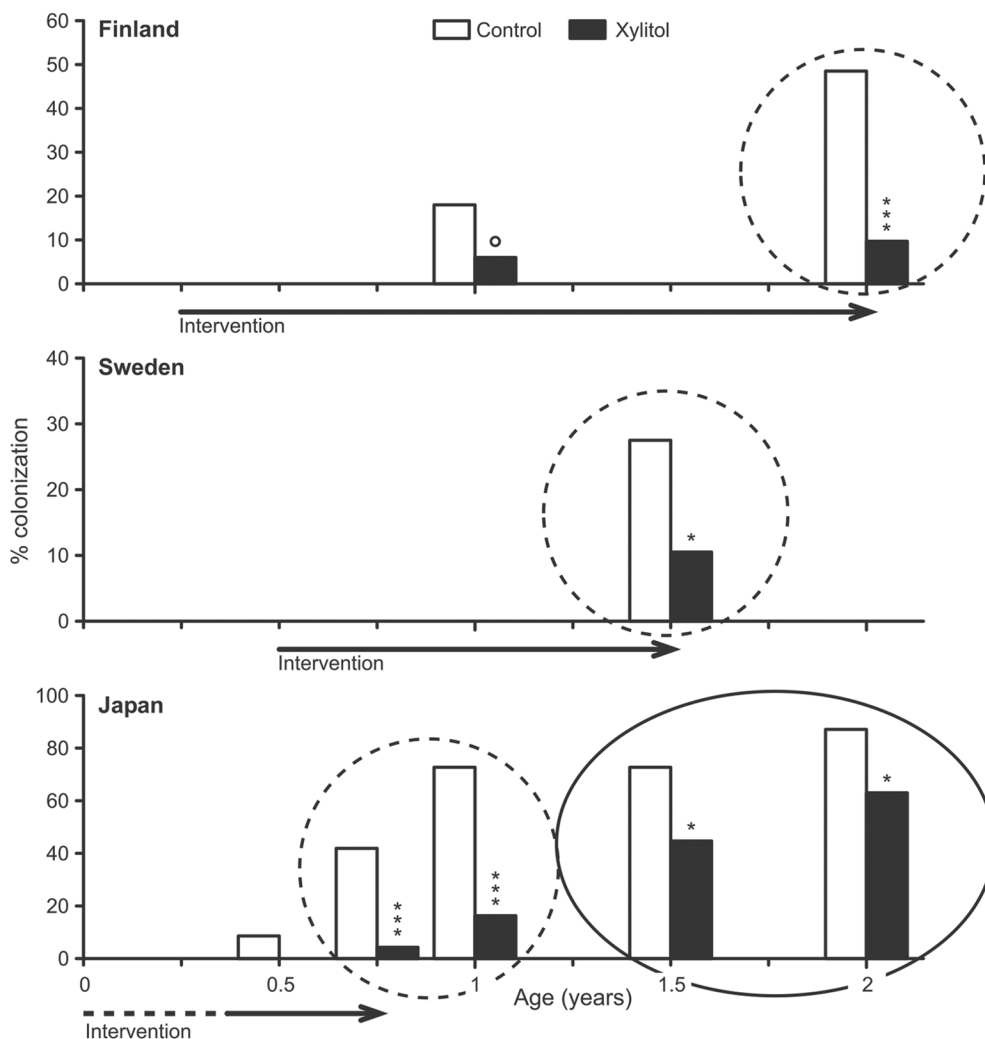 Finland
Control
Xylitol
60
50
40
30
20
10
0
***
Intervention
% colonization
Sweden
40
30
20
10
0
*
Intervention
Japan
100
80
60
40
20
0
***
***
*
*
0 0.5 1 1.5 2
Age (years)
Intervention